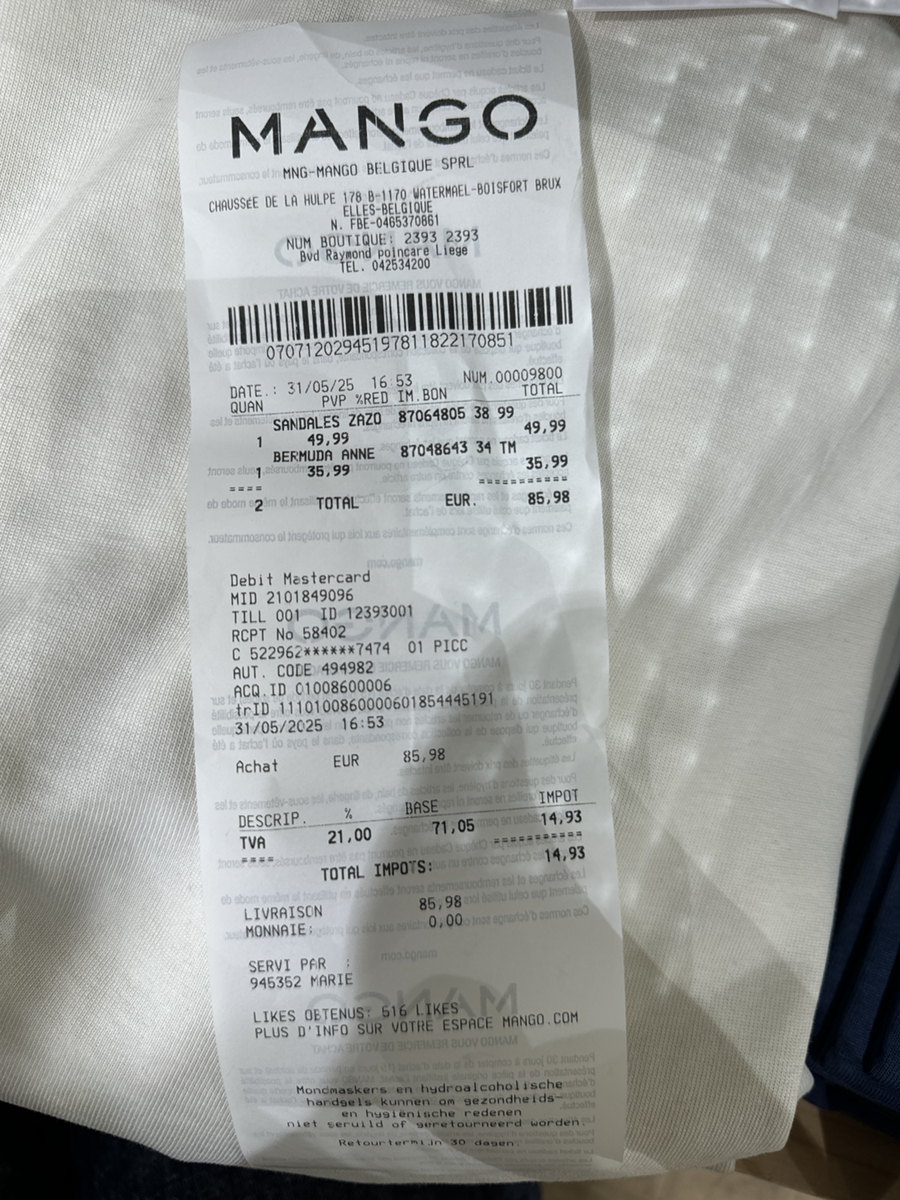 MANGO
MNG-MANGO BELGIQUE SPRL
CHAUSSÉE DE LA HULPE 178 B-1170 WATERMAEL-BOISFORT BRUX
ELLES-BELGIQUE
N. FBE-0465370861
NUM BOUTIQUE: 2393 2393
Bvd Raymond poincare Liege
TEL. 042534200
070712029451978118221708​51
DATE.: 31/05/25 16:53 NUM.00009800
QUAN PVP %RED IM.BON TOTAL
SANDALES ZAZO 87064805 38 99
1 49,99 49,99
BERMUDA ANNE 87048643 34 TM
1 35,99 35,99
==== ===========
2 TOTAL EUR. 85,98
Debit Mastercard
MID 2101849096
TILL 001 ID 12393001
RCPT No 58402
C 522962******7474 01 PICC
AUT. CODE 494982
ACQ.ID 01008600006
trID 1110100860000601854445191
31/05/2025 16:53
Achat EUR 85,98
DESCRIP. % BASE IMPOT
TVA 21,00 71,05 14,93
==== ===========
TOTAL IMPOTS: 14,93
LIVRAISON 85,98
MONNAIE: 0,00
SERVI PAR :
945352 MARIE
LIKES OBTENUS: 516 LIKES
PLUS D'INFO SUR VOTRE ESPACE MANGO.COM
Mondmaskers en hydroalcoholische
handgels kunnen om gezondheids-
en hygiënische redenen
niet geruild of geretourneerd worden.
Retourtermijn 30 dagen.